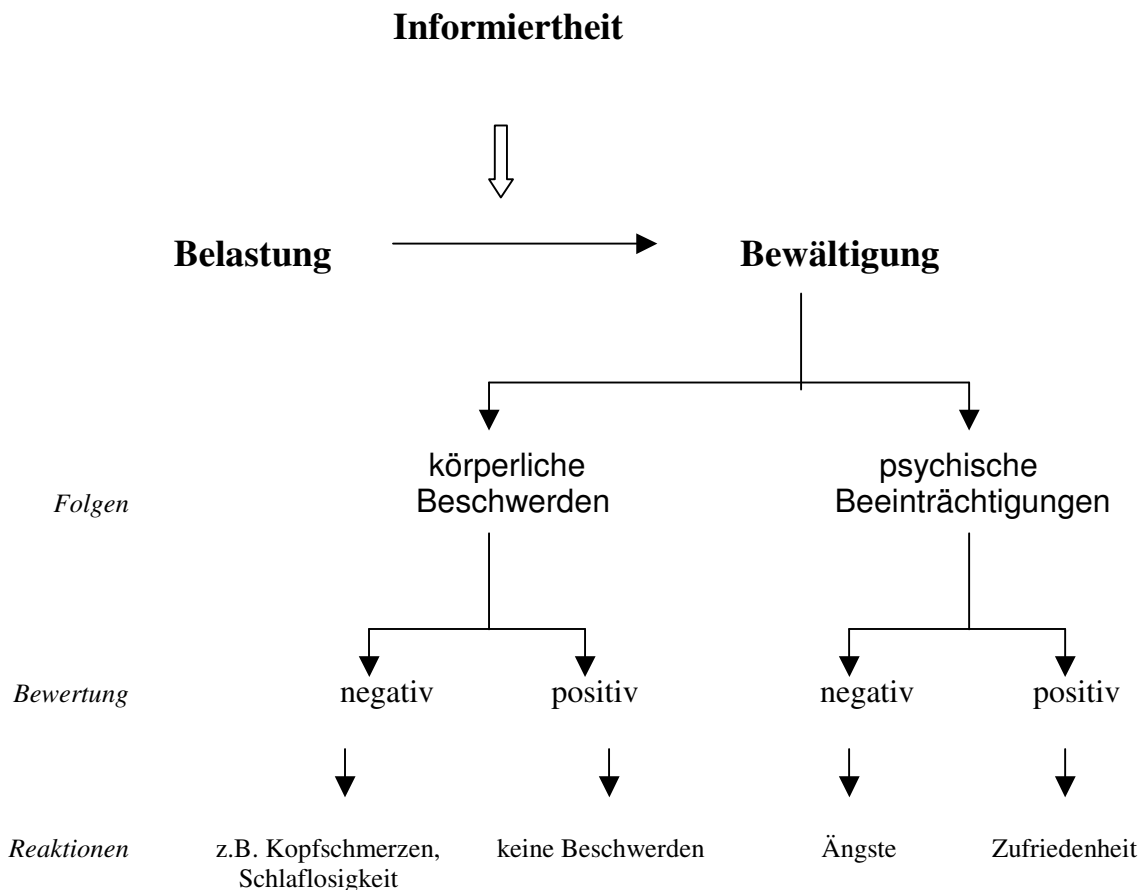 Informiertheit
Belastung
Bewältigung
körperliche
Beschwerden
psychische
Beeinträchtigungen
Folgen
Bewertung
negativ
positiv
negativ
positiv
Reaktionen
z.B. Kopfschmerzen,
Schlaflosigkeit
keine Beschwerden
Ängste
Zufriedenheit